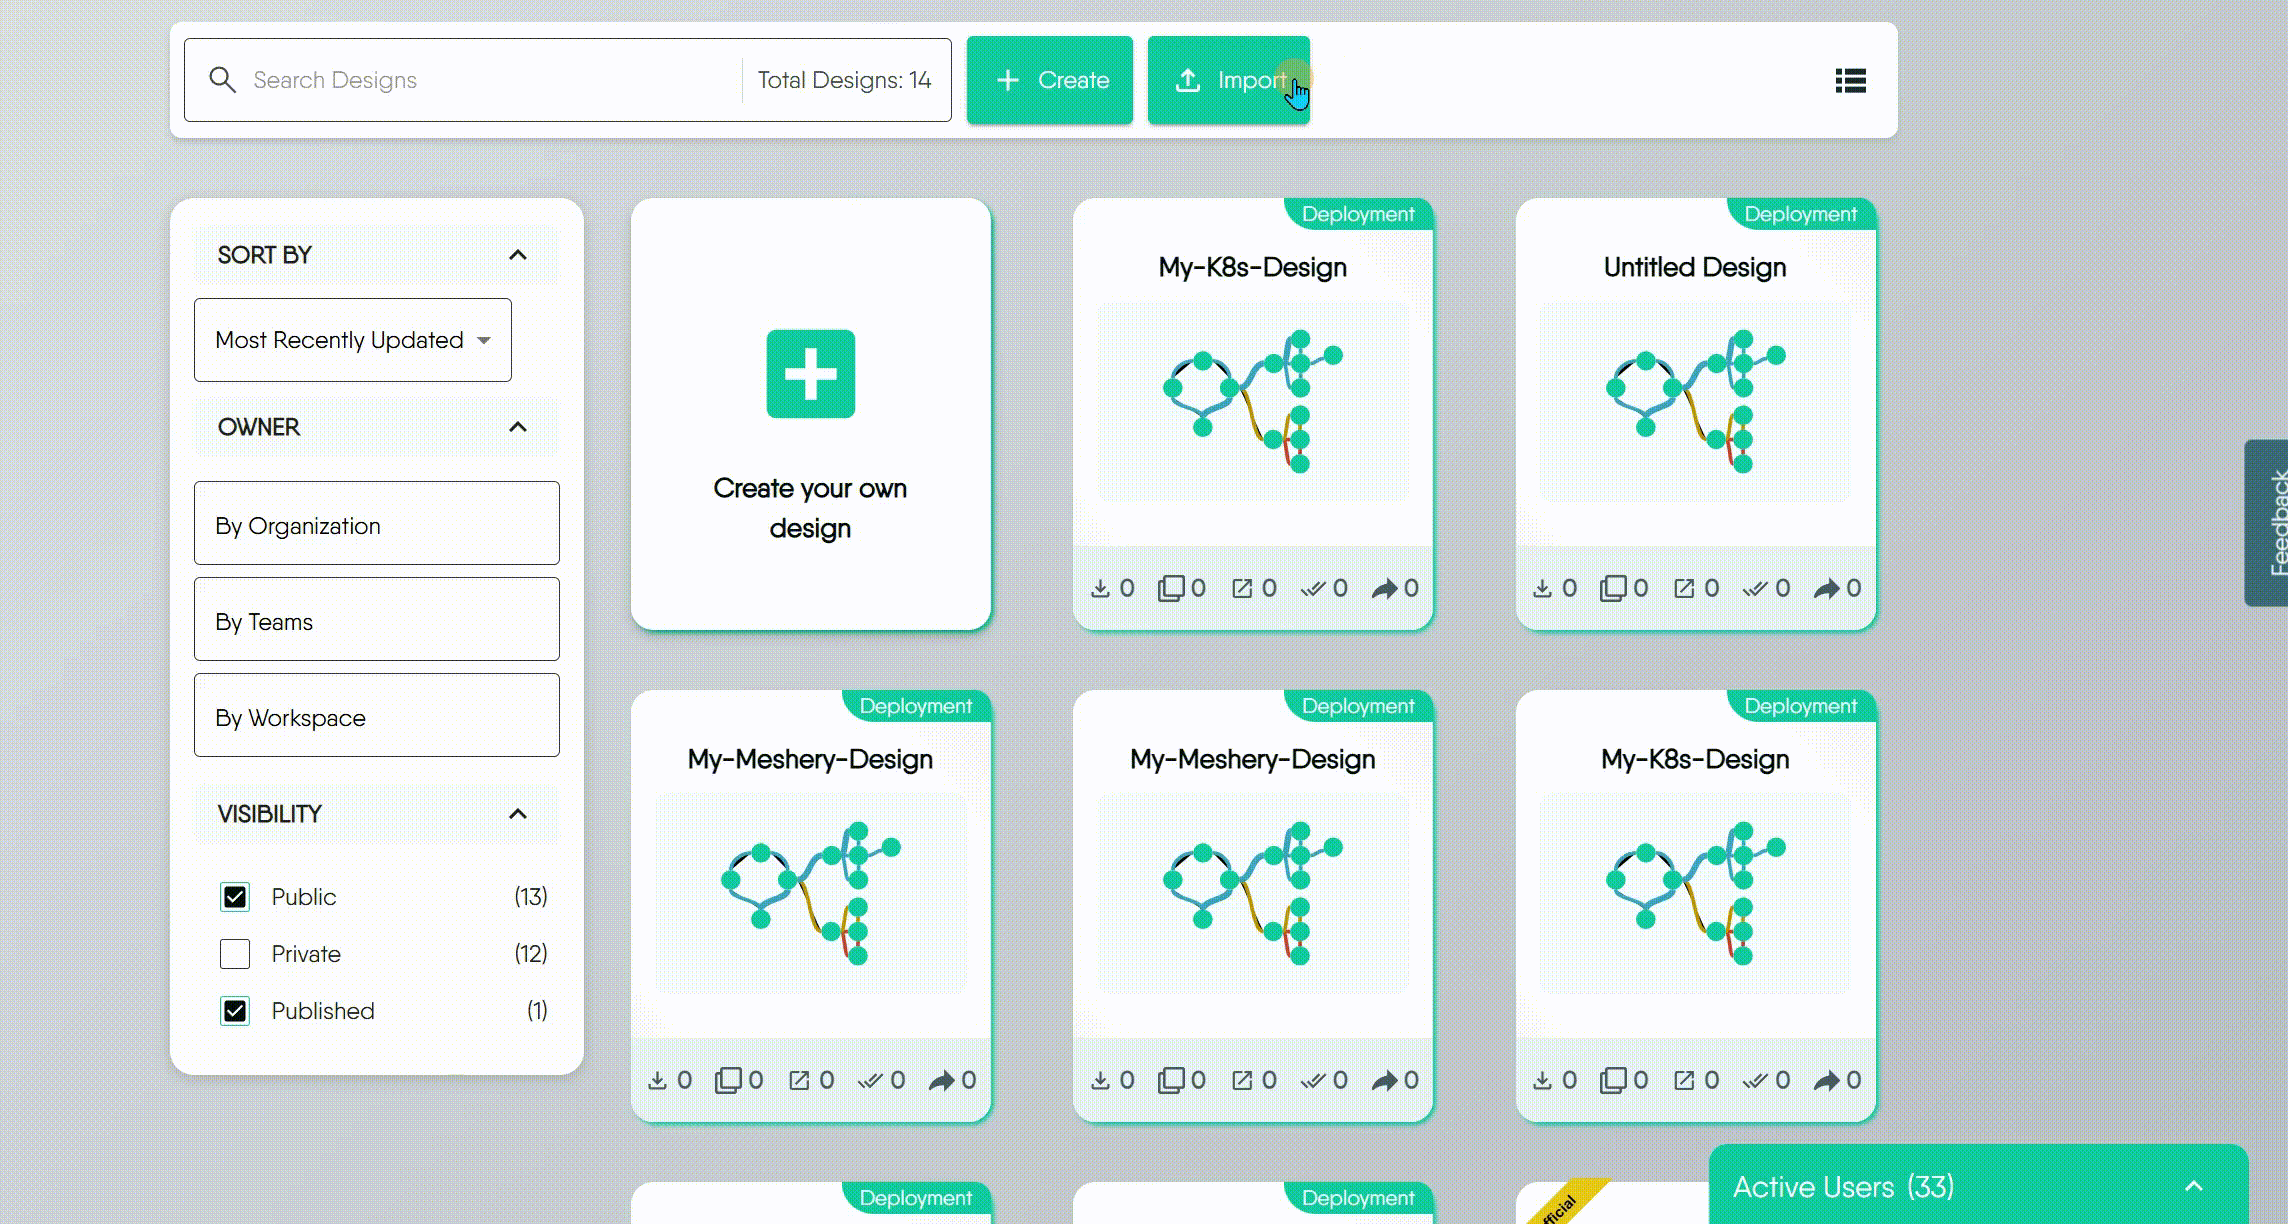 Search Designs
Total Designs: 14
Create
Import
SORT BY
Most Recently Updated
OWNER
By Organization
By Teams
By Workspace
VISIBILITY
Public (13)
Private (12)
Published (1)
Create your own
design
Deployment
My-K8s-Design
0 0 0 0 0
Deployment
Untitled Design
0 0 0 0 0
Deployment
My-Meshery-Design
0 0 0 0 0
Deployment
My-Meshery-Design
0 0 0 0 0
Deployment
My-K8s-Design
0 0 0 0 0
Deployment
Deployment
Feedback
Active Users (33)